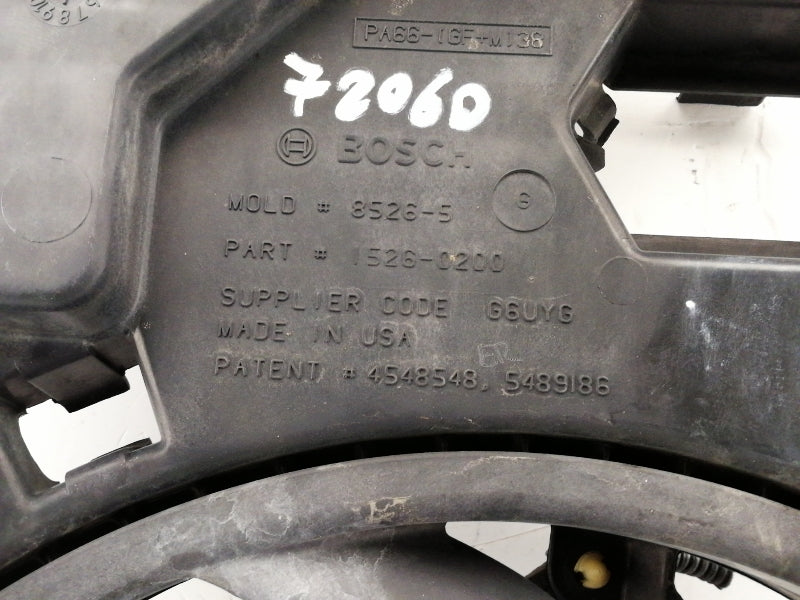 PA66-IGF+M138
72060
BOSCH
MOLD # 8526-5
G
PART # 1526-0200
SUPPLIER CODE G6UYG
MADE IN USA
PATENT # 4548548, 5489186